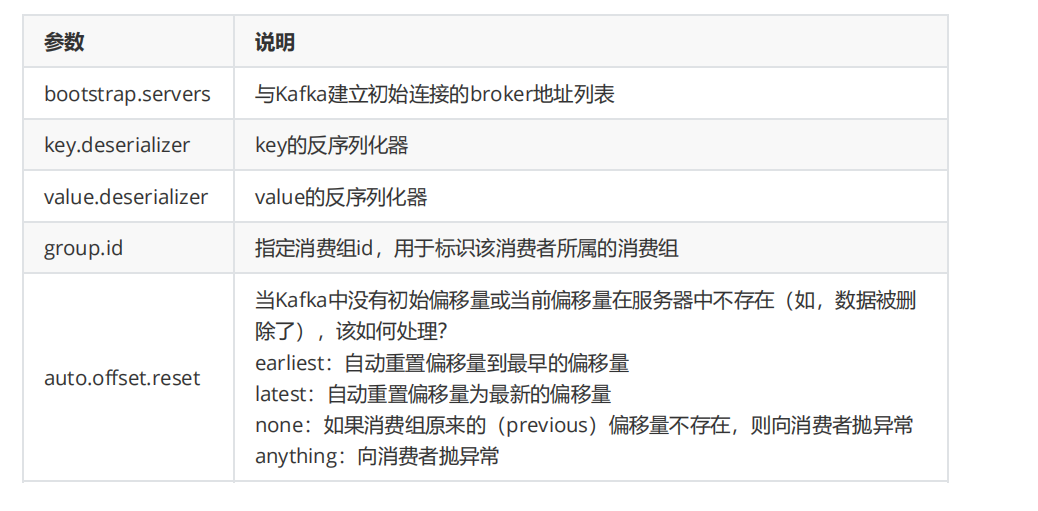 参数 说明
bootstrap.servers 与Kafka建立初始连接的broker地址列表
key.deserializer key的反序列化器
value.deserializer value的反序列化器
group.id 指定消费组id，用于标识该消费者所属的消费组
auto.offset.reset
当Kafka中没有初始偏移量或当前偏移量在服务器中不存在（如，数据被删
除了），该如何处理？
earliest：自动重置偏移量到最早的偏移量
latest：自动重置偏移量为最新的偏移量
none：如果消费组原来的（previous）偏移量不存在，则向消费者抛异常
anything：向消费者抛异常